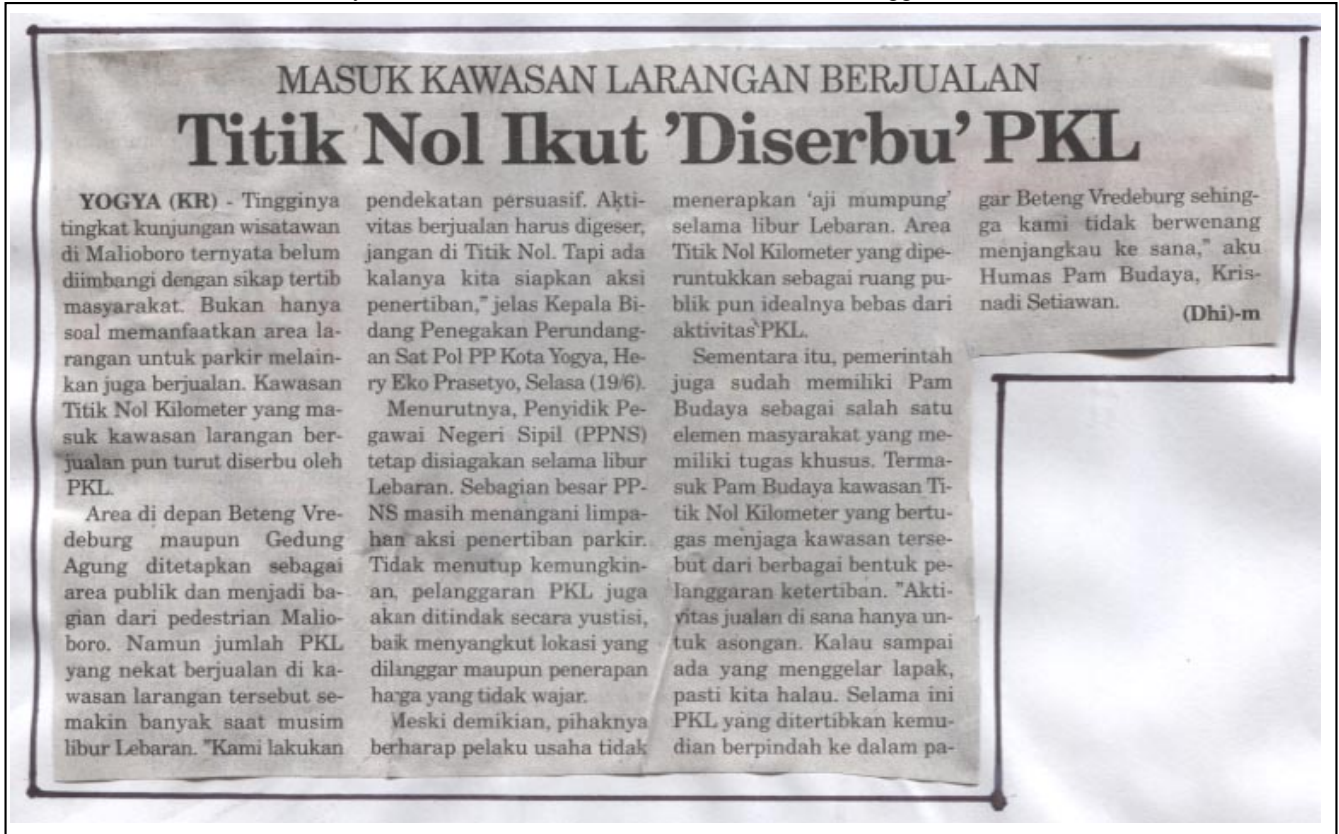 MASUK KAWASAN LARANGAN BERJUALAN
Titik Nol Ikut 'Diserbu' PKL
YOGYA (KR) - Tingginya
tingkat kunjungan wisatawan
di Malioboro ternyata belum
diimbangi dengan sikap tertib
masyarakat. Bukan hanya
soal memanfaatkan area la-
rangan untuk parkir melain-
kan juga berjualan. Kawasan
Titik Nol Kilometer yang ma-
suk kawasan larangan ber-
jualan pun turut diserbu oleh
PKL.
Area di depan Beteng Vre-
deburg maupun Gedung
Agung ditetapkan sebagai
area publik dan menjadi ba-
gian dari pedestrian Malio-
boro. Namun jumlah PKL
yang nekat berjualan di ka-
wasan larangan tersebut se-
makin banyak saat musim
libur Lebaran. "Kami lakukan
pendekatan persuasif. Akti-
vitas berjualan harus digeser,
jangan di Titik Nol. Tapi ada
kalanya kita siapkan aksi
penertiban," jelas Kepala Bi-
dang Penegakan Perundang-
an Sat Pol PP Kota Yogya, He-
ry Eko Prasetyo, Selasa (19/6).
Menurutnya, Penyidik Pe-
gawai Negeri Sipil (PPNS)
tetap disiagakan selama libur
Lebaran. Sebagian besar PP-
NS masih menangani limpa-
han aksi penertiban parkir.
Tidak menutup kemungkin-
an, pelanggaran PKL juga
akan ditindak secara yustisi,
baik menyangkut lokasi yang
dilanggar maupun penerapan
harga yang tidak wajar.
Meski demikian, pihaknya
berharap pelaku usaha tidak
menerapkan 'aji mumpung'
selama libur Lebaran. Area
Titik Nol Kilometer yang dipe-
runtukkan sebagai ruang pu-
blik pun idealnya bebas dari
aktivitas PKL.
Sementara itu, pemerintah
juga sudah memiliki Pam
Budaya sebagai salah satu
elemen masyarakat yang me-
miliki tugas khusus. Terma-
suk Pam Budaya kawasan Ti-
tik Nol Kilometer yang bertu-
gas menjaga kawasan terse-
but dari berbagai bentuk pe-
langgaran ketertiban. "Akti-
vitas jualan di sana hanya un-
tuk asongan. Kalau sampai
ada yang menggelar lapak,
pasti kita halau. Selama ini
PKL yang ditertibkan kemu-
dian berpindah ke dalam pa-
gar Beteng Vredeburg sehing-
ga kami tidak berwenang
menjangkau ke sana," aku
Humas Pam Budaya, Kris-
nadi Setiawan.
(Dhi)-m